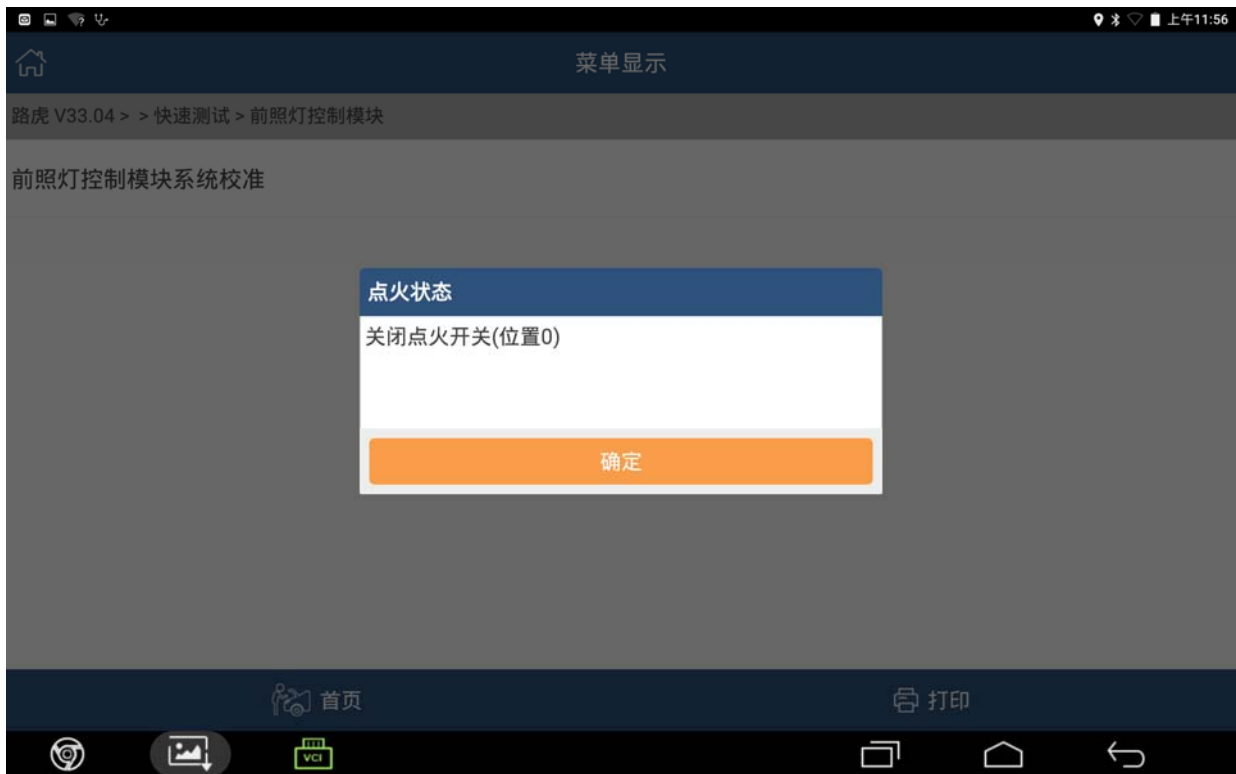 上午11:56
菜单显示
路虎 V33.04 > > 快速测试 > 前照灯控制模块
前照灯控制模块系统校准
点火状态
关闭点火开关(位置0)
确定
首页
打印
VCI